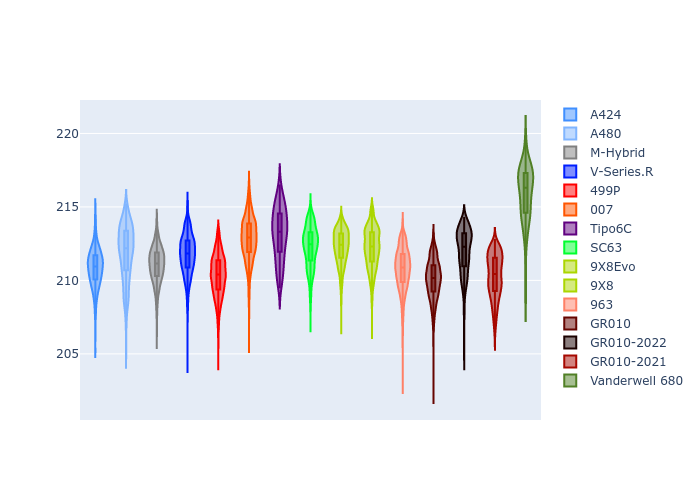 220
215
210
205
A424
A480
M-Hybrid
V-Series.R
499P
007
Tipo6C
SC63
9X8Evo
9X8
963
GR010
GR010-2022
GR010-2021
Vanderwell 680